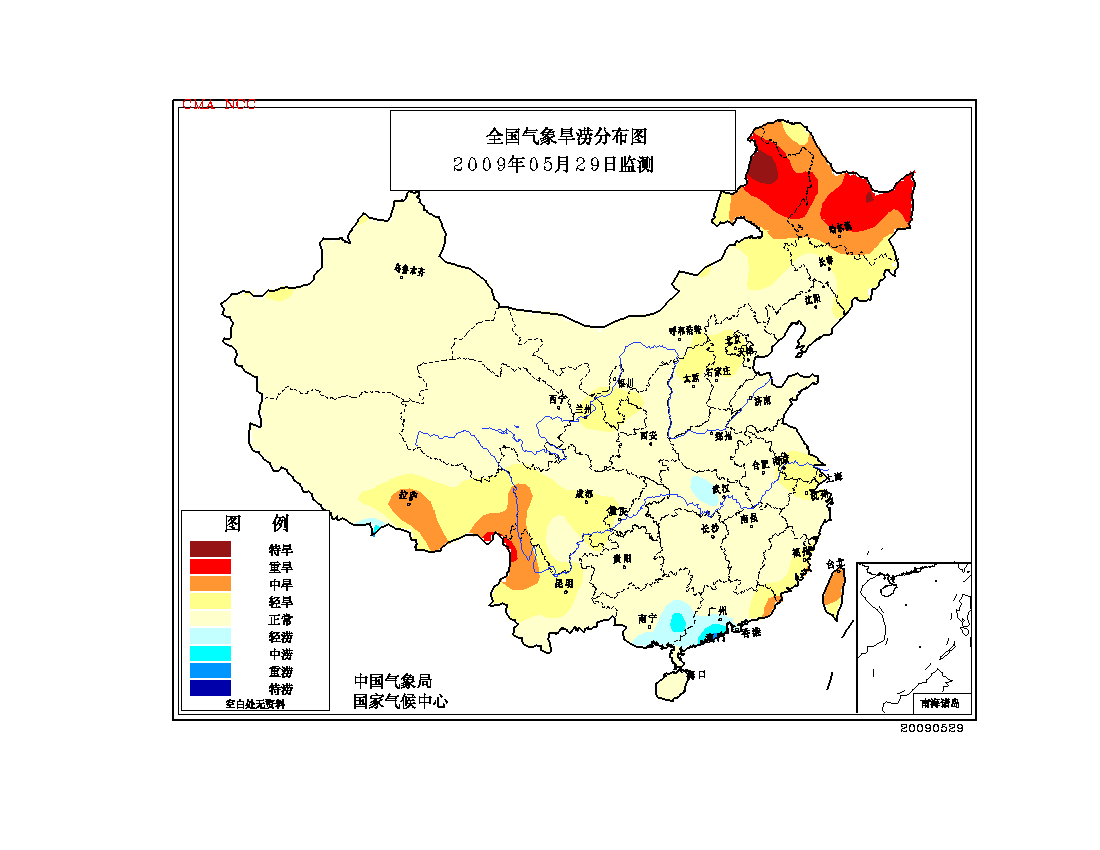 CMA NCC
全国气象旱涝分布图
2009年05月29日监测
哈尔滨
长春
乌鲁木齐
沈阳
呼和浩特
北京
天津
银川
太原
石家庄
西宁
兰州
济南
西安
郑州
合肥
南京
上海
拉萨
成都
武汉
杭州
重庆
长沙
南昌
贵阳
福州
台北
昆明
南宁
广州
澳门
香港
海口
图 例
特旱
重旱
中旱
轻旱
正常
轻涝
中涝
重涝
特涝
空白处无资料
中国气象局
国家气候中心
南海诸岛
20090529